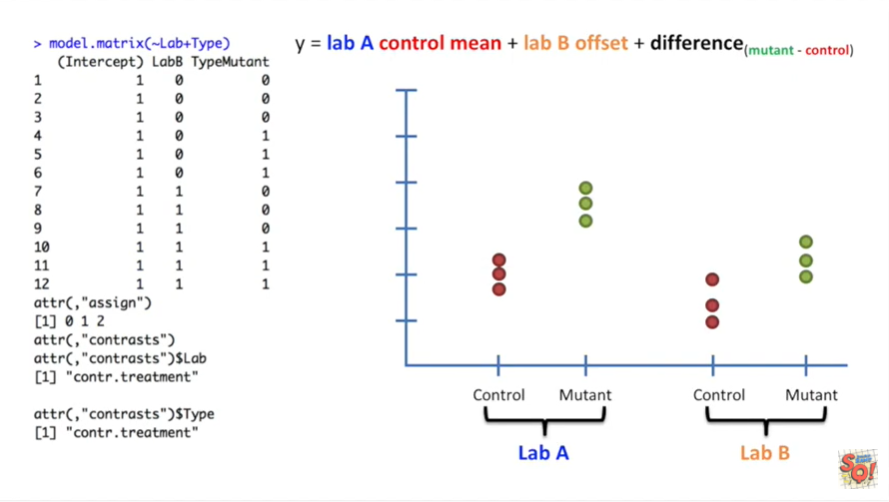 > model.matrix(~Lab+Type)
(Intercept) LabB TypeMutant
1 1 0 0
2 1 0 0
3 1 0 0
4 1 0 1
5 1 0 1
6 1 0 1
7 1 1 0
8 1 1 0
9 1 1 0
10 1 1 1
11 1 1 1
12 1 1 1
attr(,"assign")
[1] 0 1 2
attr(,"contrasts")
attr(,"contrasts")$Lab
[1] "contr.treatment"
attr(,"contrasts")$Type
[1] "contr.treatment"
y = lab A control mean + lab B offset + difference(mutant - control)
Control Mutant Control Mutant
Lab A Lab B
SQ!